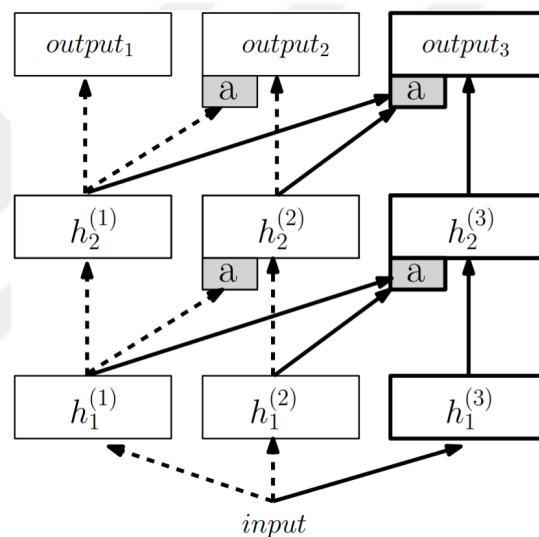 output₁ output₂ output₃
a a
h₂⁽¹⁾ h₂⁽²⁾ h₂⁽³⁾
a a
h₁⁽¹⁾ h₁⁽²⁾ h₁⁽³⁾
input